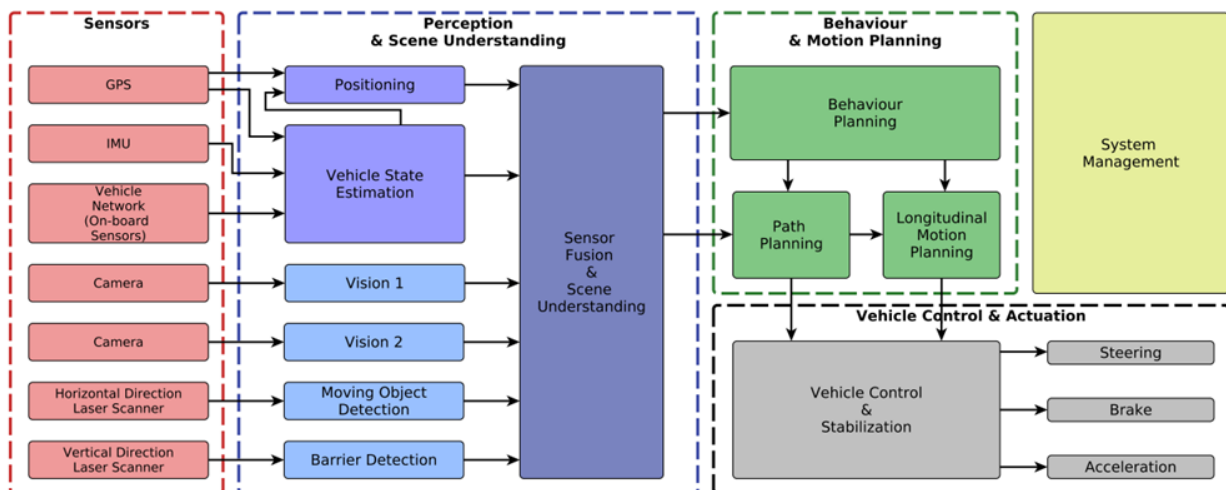 Sensors
GPS
IMU
Vehicle
Network
(On-board
Sensors)
Camera
Camera
Horizontal Direction
Laser Scanner
Vertical Direction
Laser Scanner
Perception
& Scene Understanding
Positioning
Vehicle State
Estimation
Vision 1
Vision 2
Moving Object
Detection
Barrier Detection
Sensor
Fusion
&
Scene
Understanding
Behaviour
& Motion Planning
Behaviour
Planning
Path
Planning
Longitudinal
Motion
Planning
System
Management
Vehicle Control & Actuation
Vehicle Control
&
Stabilization
Steering
Brake
Acceleration